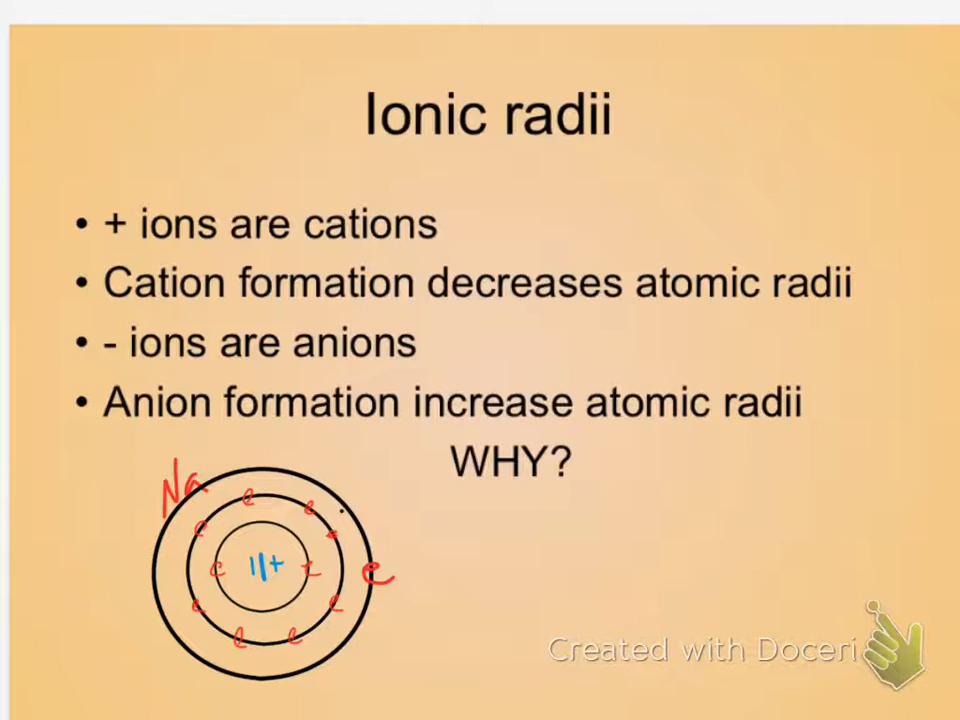 Ionic radii
• + ions are cations
• Cation formation decreases atomic radii
• - ions are anions
• Anion formation increase atomic radii
WHY?
Na
e e
e e
e 11+ e e
e e
e e
Created with Doceri